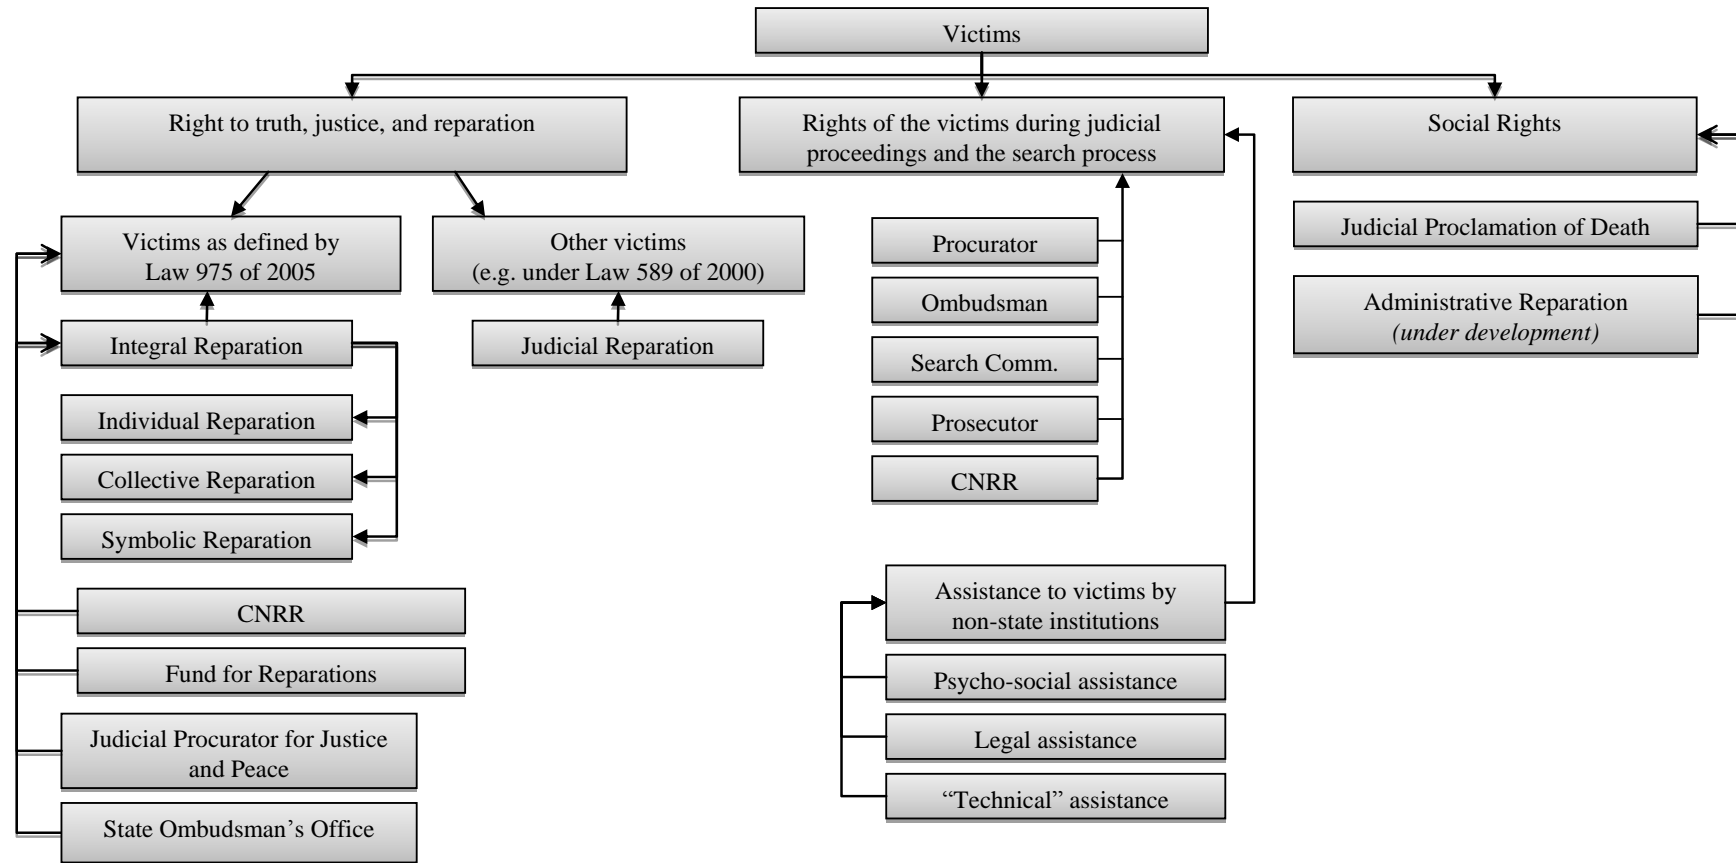 Victims
Right to truth, justice, and reparation
Rights of the victims during judicial
proceedings and the search process
Social Rights
Victims as defined by
Law 975 of 2005
Other victims
(e.g. under Law 589 of 2000)
Integral Reparation
Judicial Reparation
Individual Reparation
Collective Reparation
Symbolic Reparation
CNRR
Fund for Reparations
Judicial Procurator for Justice
and Peace
State Ombudsman’s Office
Procurator
Ombudsman
Search Comm.
Prosecutor
CNRR
Assistance to victims by
non-state institutions
Psycho-social assistance
Legal assistance
“Technical” assistance
Judicial Proclamation of Death
Administrative Reparation
(under development)